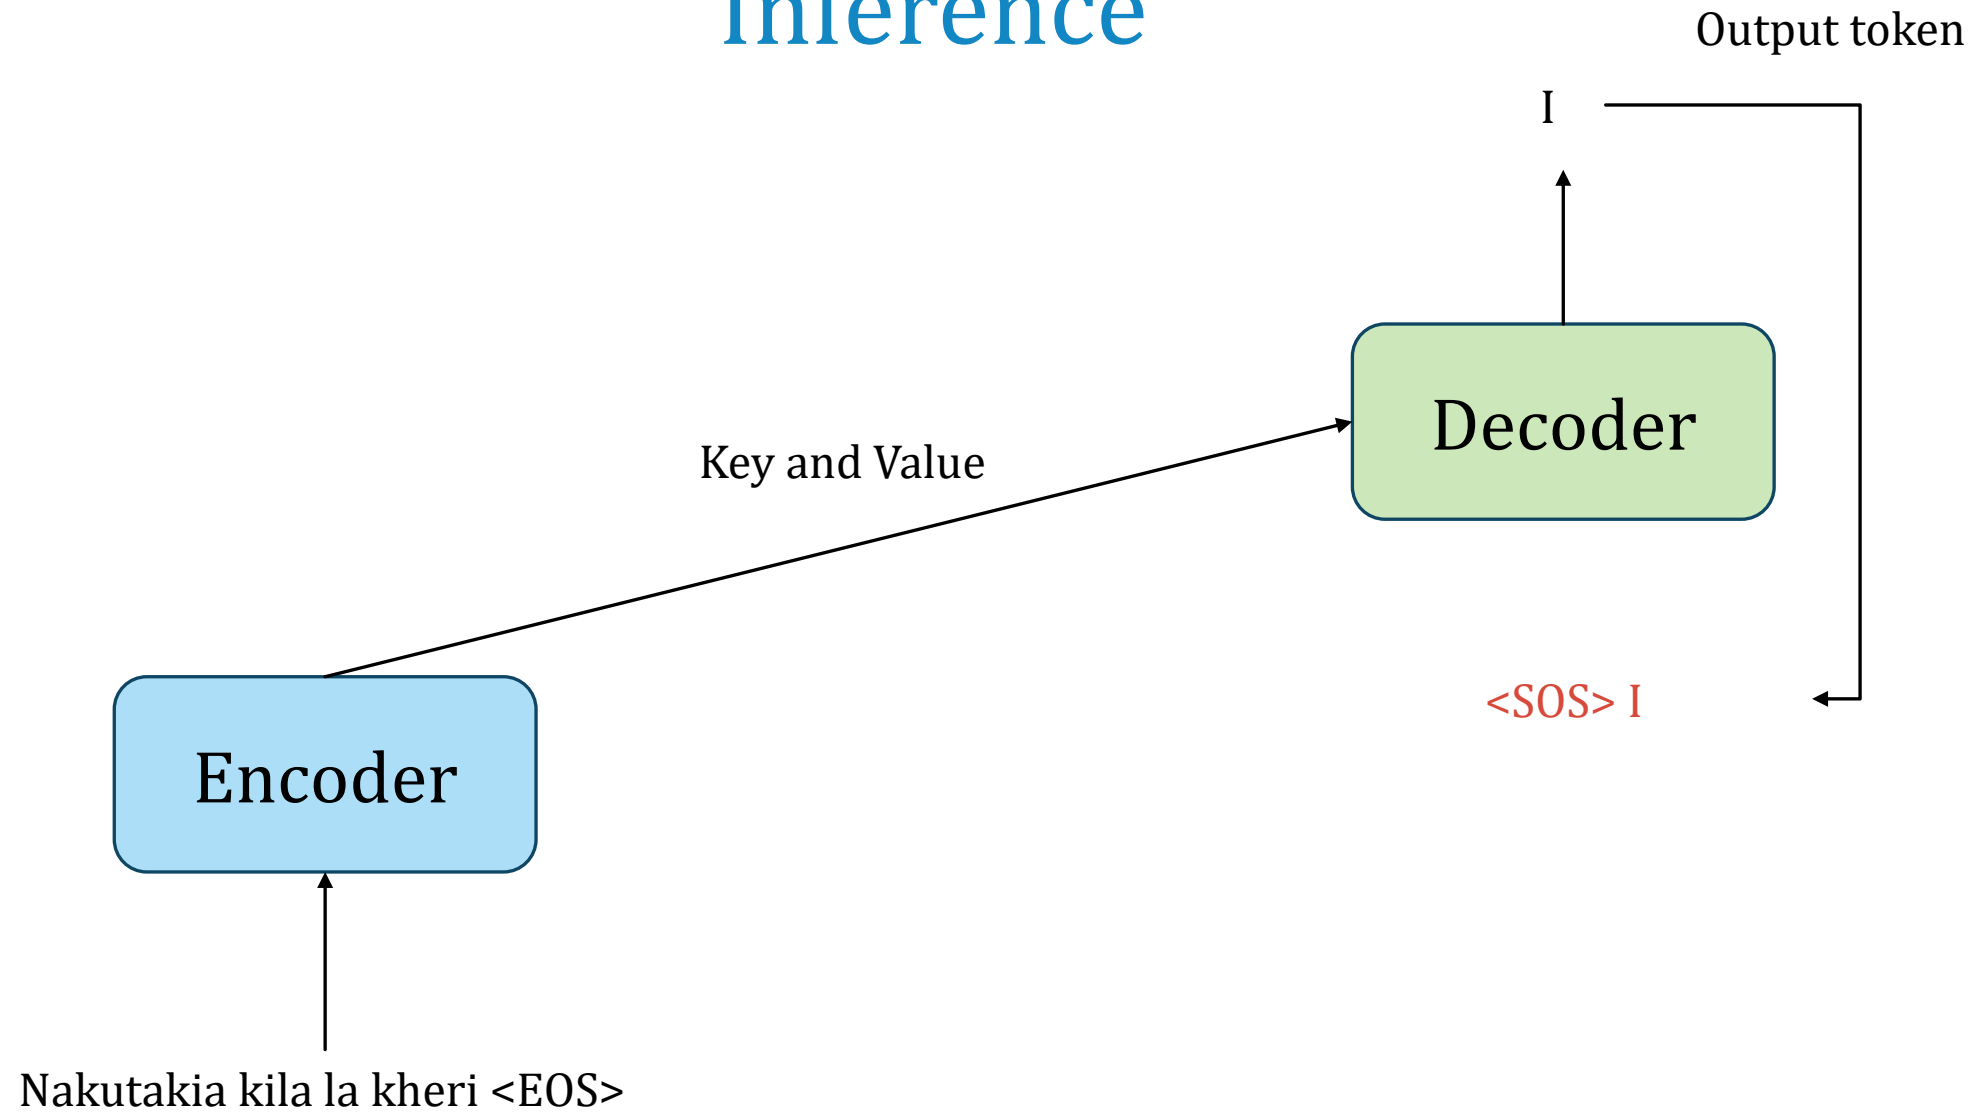 Inference
Output token
I
Decoder
Key and Value
<SOS> I
Encoder
Nakutakia kila la kheri <EOS>